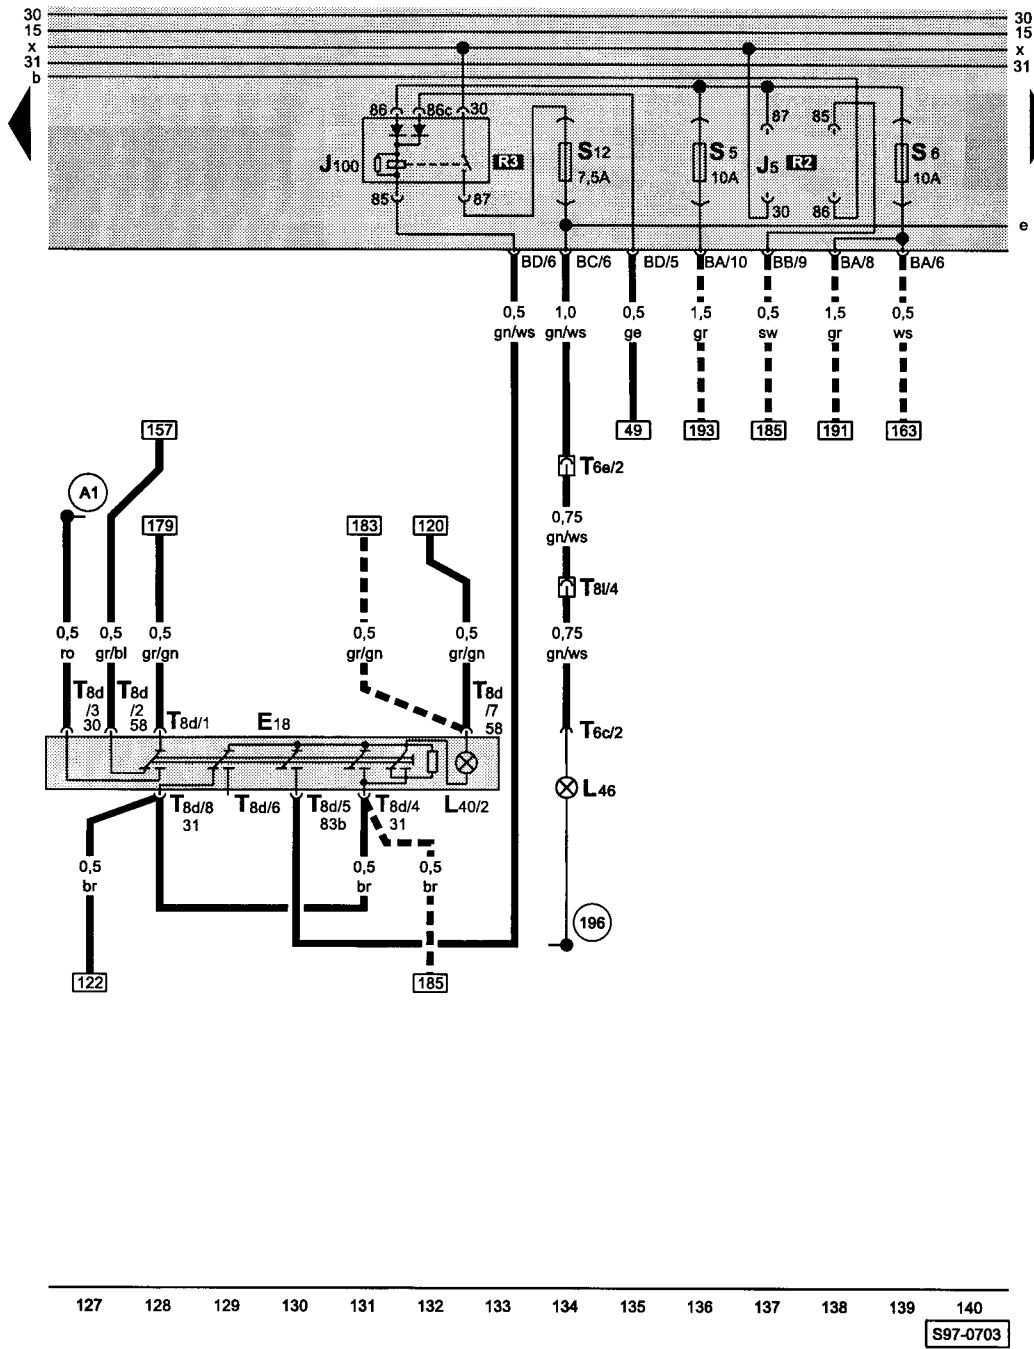 30 30
15 15
x x
31 31
b
86 86c 30 87 85
J100 R3 S12 S5 J5 R2 S6
7,5A 10A 10A
85 87 30 86
e
BD/6 BC/6 BD/5 BA/10 BB/9 BA/8 BA/6
0,5 1,0 0,5 1,5 0,5 1,5 0,5
gn/ws gn/ws ge gr sw gr ws
157 49 193 185 191 163
T6e/2
A1
179 183 120
0,75
gn/ws
T8l/4
0,5 0,5 0,5 0,5 0,5 0,75
ro gr/bl gr/gn gr/gn gr/gn gn/ws
T8d T8d T8d
/3 /2 /7
30 58 T8d/1 E18 58 T6c/2
L46
T8d/8 T8d/6 T8d/5 T8d/4 L40/2
31 83b 31
0,5 0,5 0,5
br br br
196
122 185
127 128 129 130 131 132 133 134 135 136 137 138 139 140
S97-0703